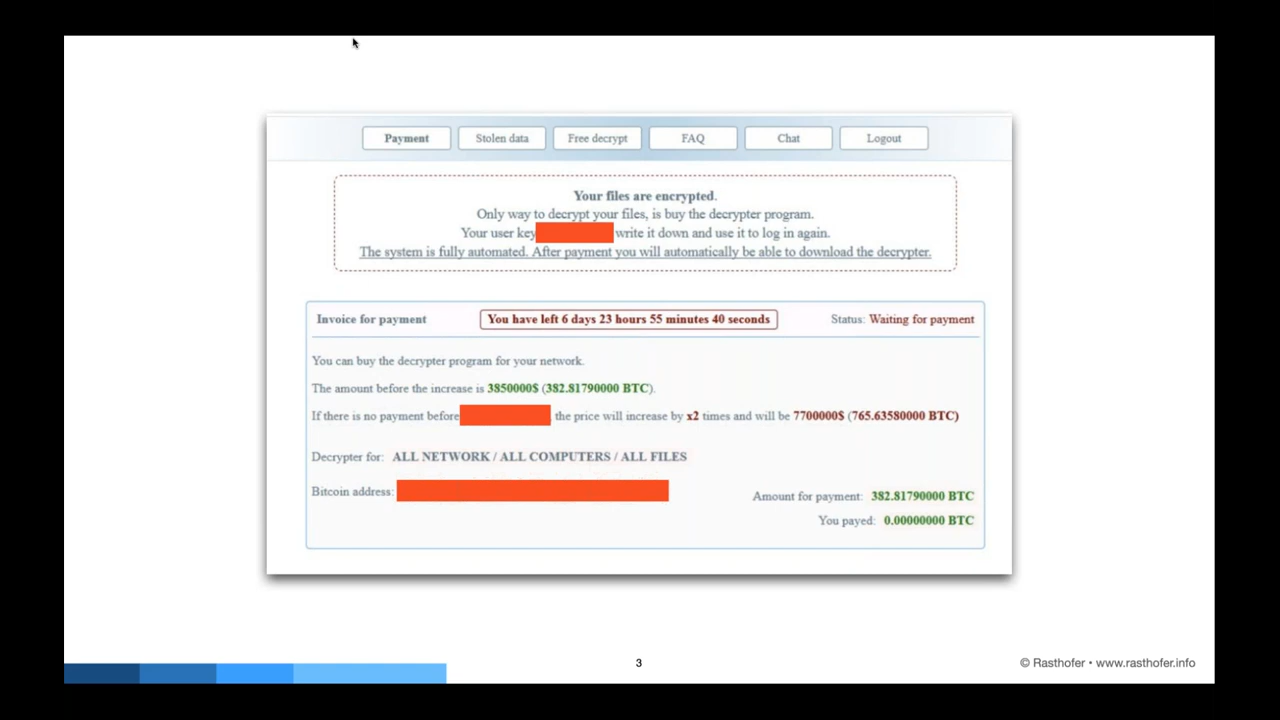 Payment Stolen data Free decrypt FAQ Chat Logout
Your files are encrypted.
Only way to decrypt your files, is buy the decrypter program.
Your user key write it down and use it to log in again.
The system is fully automated. After payment you will automatically be able to download the decrypter.
Invoice for payment You have left 6 days 23 hours 55 minutes 40 seconds Status: Waiting for payment
You can buy the decrypter program for your network.
The amount before the increase is 3850000$ (382.81790000 BTC).
If there is no payment before the price will increase by x2 times and will be 7700000$ (765.63580000 BTC)
Decrypter for: ALL NETWORK / ALL COMPUTERS / ALL FILES
Bitcoin address:
Amount for payment: 382.81790000 BTC
You payed: 0.00000000 BTC
3
© Rasthofer • www.rasthofer.info